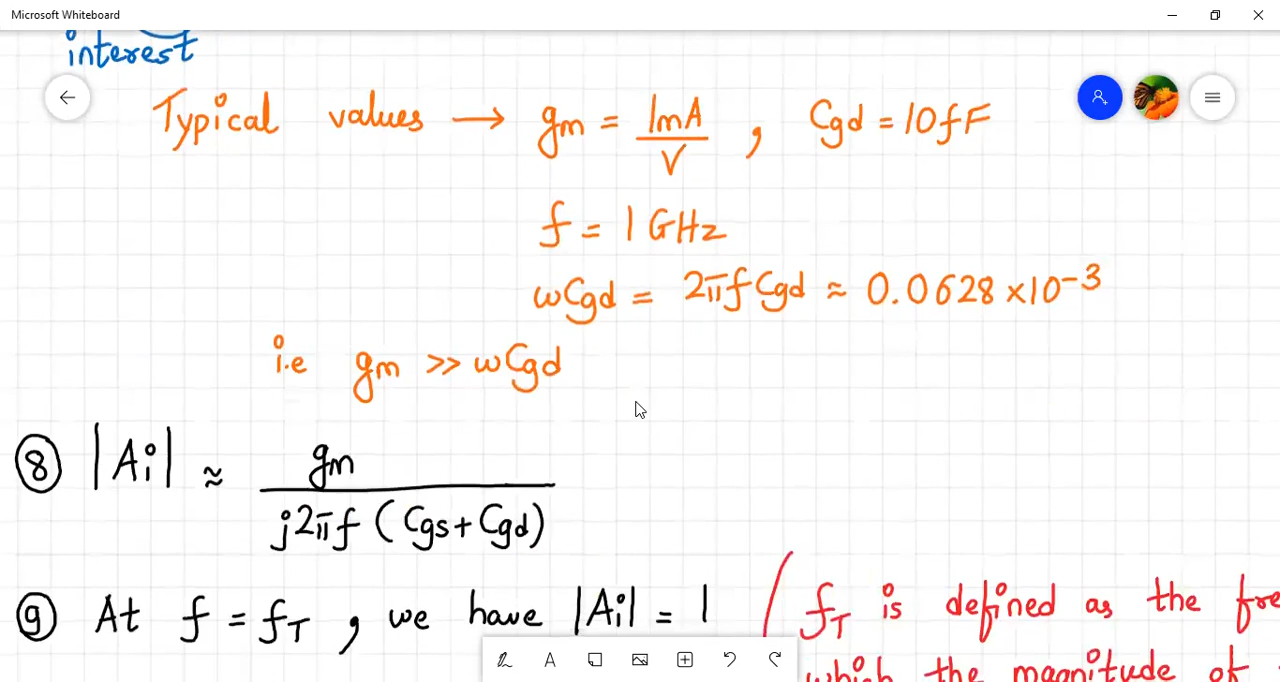 Microsoft Whiteboard
interest
Typical values → gm = 1mA/V , Cgd = 10fF
f = 1 GHz
ωCgd = 2πf Cgd ≈ 0.0628 × 10⁻³
i.e gm >> ωCgd
⑧ |Ai| ≈ gm / j2πf (Cgs + Cgd)
⑨ At f = fT , we have |Ai| = 1 ( fT is defined as the fre
which the magnitude of